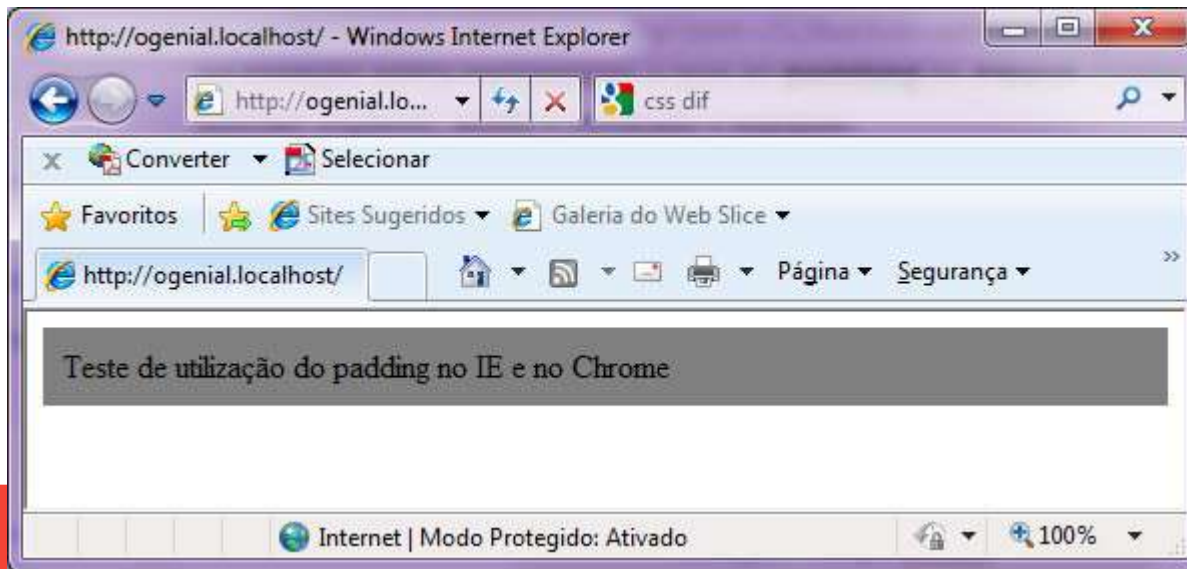 http://ogenial.localhost/ - Windows Internet Explorer
http://ogenial.lo... css dif
x Converter Selecionar
Favoritos Sites Sugeridos Galeria do Web Slice
http://ogenial.localhost/ Página Segurança »
Teste de utilização do padding no IE e no Chrome
Internet | Modo Protegido: Ativado 100%